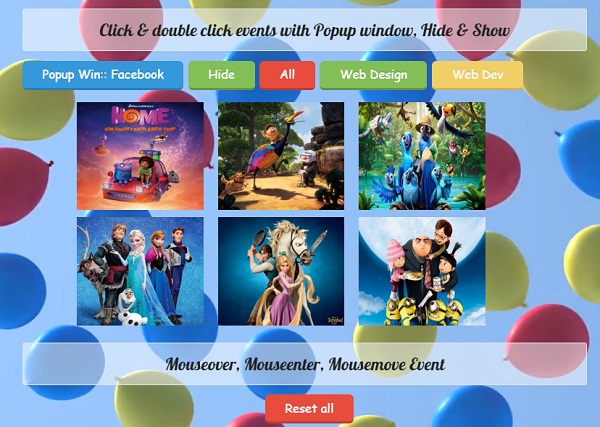 Click & double click events with Popup window, Hide & Show
Popup Win:: Facebook Hide All Web Design Web Dev
HOME
Tangled
Mouseover, Mouseenter, Mousemove Event
Reset all